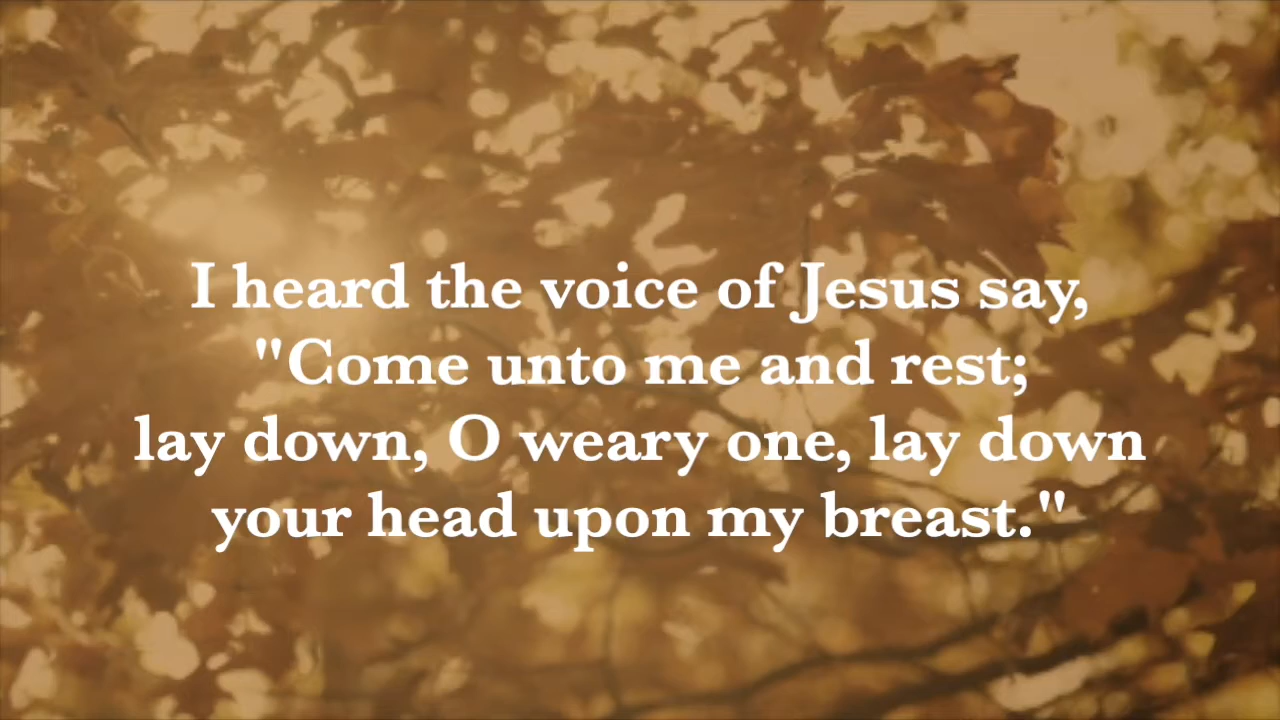 I heard the voice of Jesus say,
"Come unto me and rest;
lay down, O weary one, lay down
your head upon my breast."